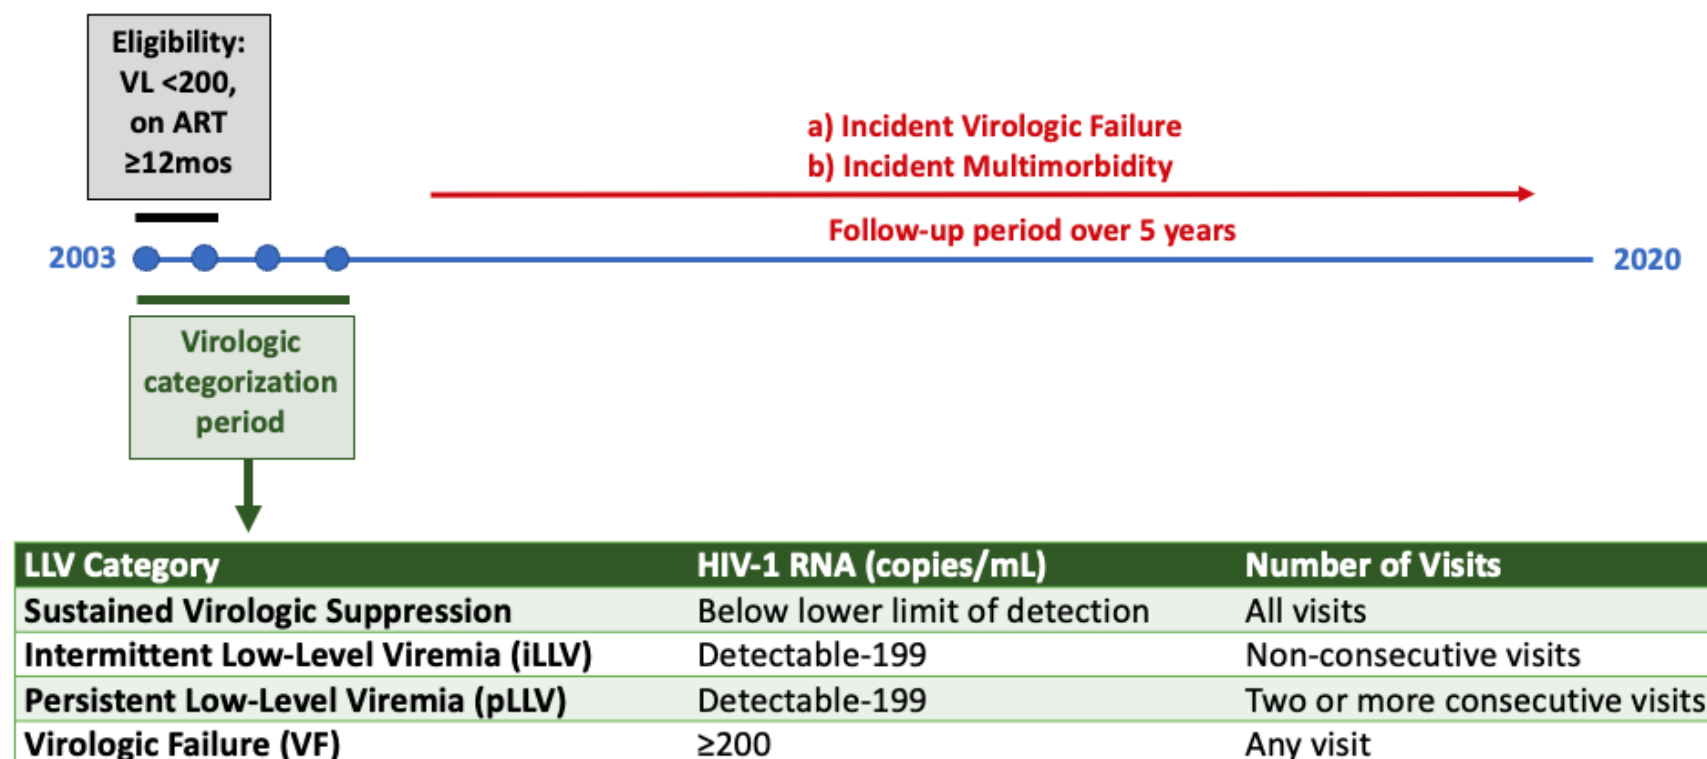 Eligibility:
VL <200,
on ART
≥12mos
a) Incident Virologic Failure
b) Incident Multimorbidity
Follow-up period over 5 years
2003
2020
Virologic
categorization
period
LLV Category HIV-1 RNA (copies/mL) Number of Visits
Sustained Virologic Suppression Below lower limit of detection All visits
Intermittent Low-Level Viremia (iLLV) Detectable-199 Non-consecutive visits
Persistent Low-Level Viremia (pLLV) Detectable-199 Two or more consecutive visits
Virologic Failure (VF) ≥200 Any visit